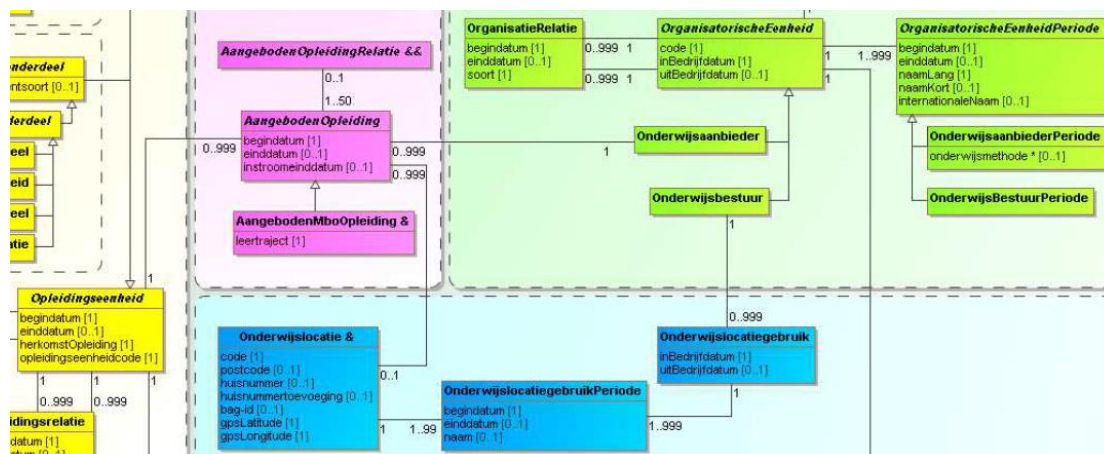 nderdeel
entsoort [0..1]
derdeel
eel
eid
eel
atie
Opleidingseenheid
begindatum [1]
einddatum [0..1]
herkomstOpleiding [1]
opleidingseenheidcode [1]
1
1
1
1
0..999
0..999
idingsrelatie
datum [1]
AangebodenOpleidingRelatie &&
0..1
1..50
AangebodenOpleiding
begindatum [1]
einddatum [0..1]
instroomeinddatum [0..1]
0..999
0..999
0..999
AangebodenMboOpleiding &
leertraject [1]
OrganisatieRelatie
begindatum [1]
einddatum [0..1]
soort [1]
0..999 1
0..999 1
OrganisatorischeEenheid
code [1]
inBedrijfdatum [1]
uitBedrijfdatum [0..1]
1
1
1
1..999
OrganisatorischeEenheidPeriode
begindatum [1]
einddatum [0..1]
naamLang [1]
naamKort [0..1]
internationaleNaam [0..1]
Onderwijsaanbieder
1
Onderwijsbestuur
1
OnderwijsaanbiederPeriode
onderwijsmethode * [0..1]
OnderwijsBestuurPeriode
Onderwijslocatie &
code [1]
postcode [0..1]
huisnummer [0..1]
huisnummertoevoeging [0..1]
bag-id [0..1]
gpsLatitude [1]
gpsLongitude [1]
0..1
1 1..99
OnderwijslocatiegebruikPeriode
begindatum [1]
einddatum [0..1]
naam [0..1]
1..999
0..999
Onderwijslocatiegebruik
inBedrijfdatum [1]
uitBedrijfdatum [0..1]
1